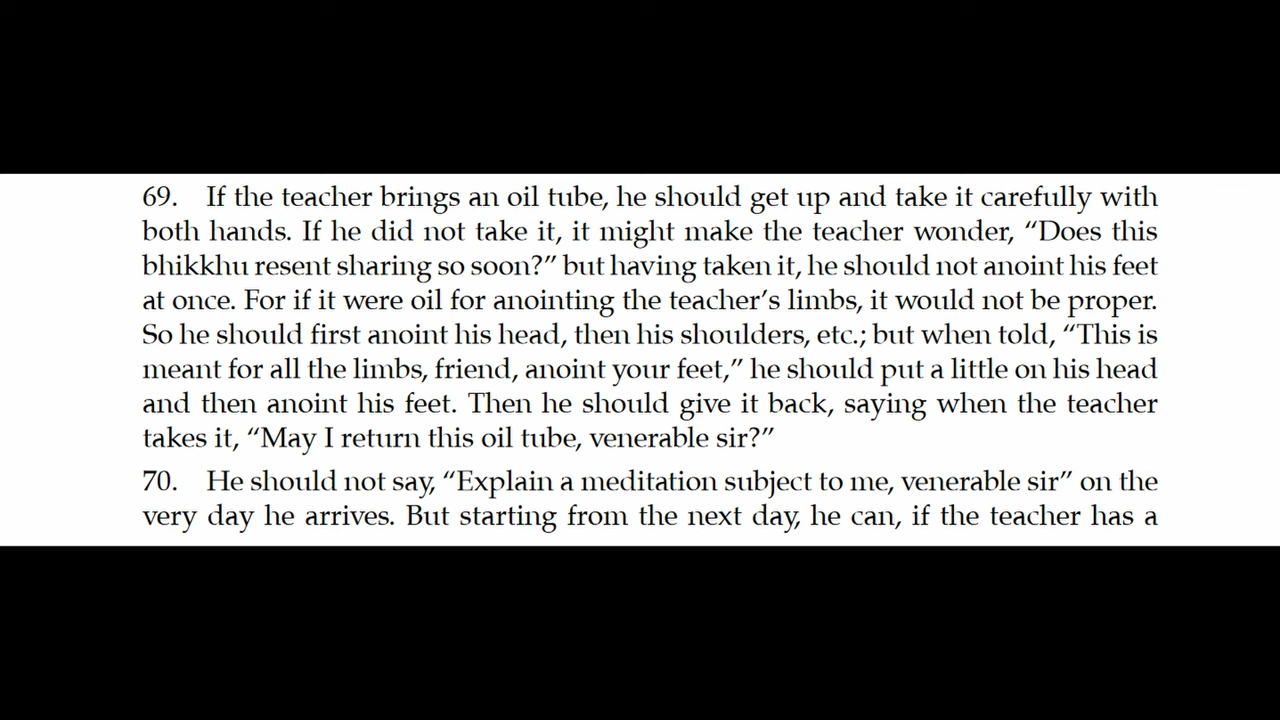 69. If the teacher brings an oil tube, he should get up and take it carefully with
both hands. If he did not take it, it might make the teacher wonder, “Does this
bhikkhu resent sharing so soon?” but having taken it, he should not anoint his feet
at once. For if it were oil for anointing the teacher’s limbs, it would not be proper.
So he should first anoint his head, then his shoulders, etc.; but when told, “This is
meant for all the limbs, friend, anoint your feet,” he should put a little on his head
and then anoint his feet. Then he should give it back, saying when the teacher
takes it, “May I return this oil tube, venerable sir?”
70. He should not say, “Explain a meditation subject to me, venerable sir” on the
very day he arrives. But starting from the next day, he can, if the teacher has a